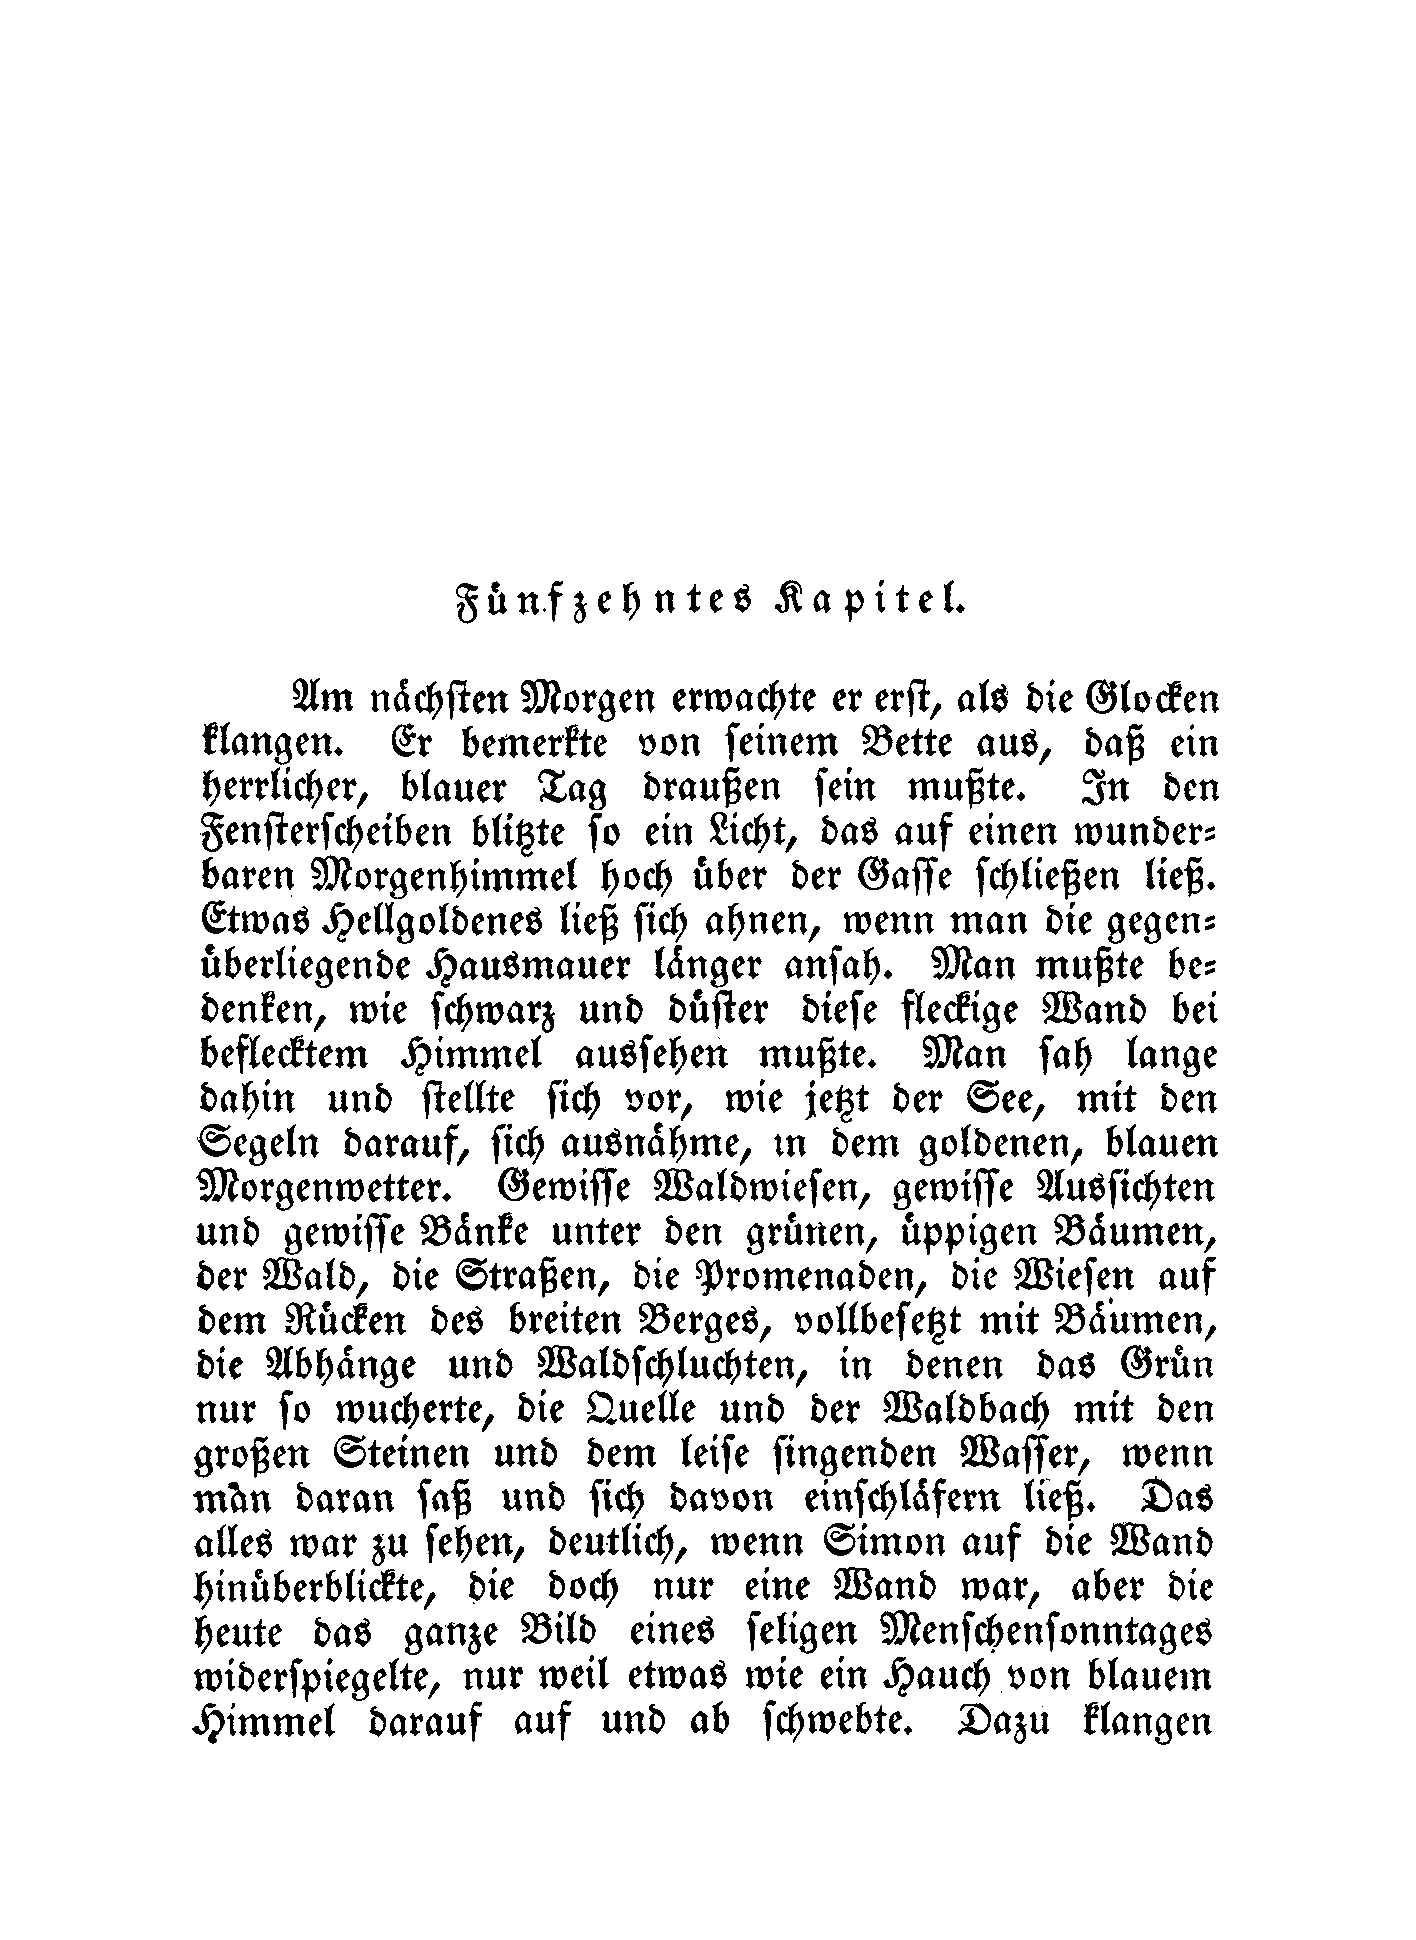 Fünfzehntes Kapitel.
Am nächsten Morgen erwachte er erst, als die Glocken
klangen. Er bemerkte von seinem Bette aus, daß ein
herrlicher, blauer Tag draußen sein mußte. In den
Fensterscheiben blitzte so ein Licht, das auf einen wunder-
baren Morgenhimmel hoch über der Gasse schließen ließ.
Etwas Hellgoldenes ließ sich ahnen, wenn man die gegen-
überliegende Hausmauer länger ansah. Man mußte be-
denken, wie schwarz und düster diese fleckige Wand bei
beflecktem Himmel aussehen mußte. Man sah lange
dahin und stellte sich vor, wie jetzt der See, mit den
Segeln darauf, sich ausnähme, in dem goldenen, blauen
Morgenwetter. Gewisse Waldwiesen, gewisse Aussichten
und gewisse Bänke unter den grünen, üppigen Bäumen,
der Wald, die Straßen, die Promenaden, die Wiesen auf
dem Rücken des breiten Berges, vollbesetzt mit Bäumen,
die Abhänge und Waldschluchten, in denen das Grün
nur so wucherte, die Quelle und der Waldbach mit den
großen Steinen und dem leise singenden Wasser, wenn
man daran saß und sich davon einschläfern ließ. Das
alles war zu sehen, deutlich, wenn Simon auf die Wand
hinüberblickte, die doch nur eine Wand war, aber die
heute das ganze Bild eines seligen Menschensonntages
widerspiegelte, nur weil etwas wie ein Hauch von blauem
Himmel darauf auf und ab schwebte. Dazu klangen